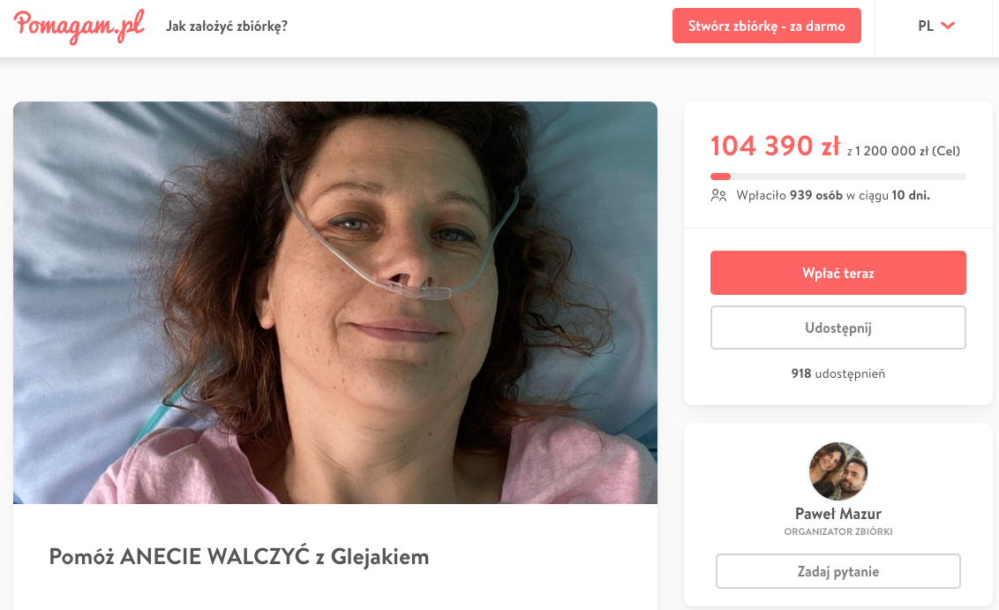 Pomagam.pl
Jak założyć zbiórkę?
Stwórz zbiórkę - za darmo
PL
104 390 zł z 1 200 000 zł (Cel)
Wpłaciło 939 osób w ciągu 10 dni.
Wpłać teraz
Udostępnij
918 udostępnień
Paweł Mazur
ORGANIZATOR ZBIÓRKI
Zadaj pytanie
Pomóż ANECIE WALCZYĆ z Glejakiem